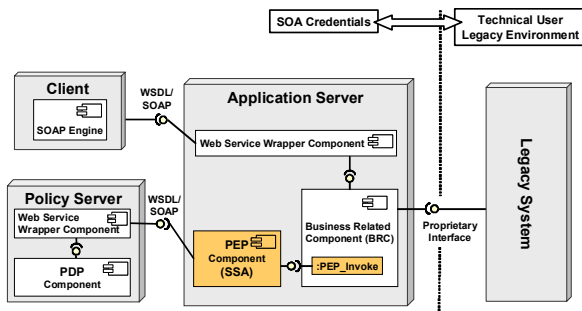 SOA Credentials
Technical User
Legacy Environment
Client
SOAP Engine
WSDL/
SOAP
Application Server
Web Service Wrapper Component
Policy Server
Web Service
Wrapper Component
PDP
Component
WSDL/
SOAP
PEP
Component
(SSA)
Business Related
Component (BRC)
:PEP_Invoke
Proprietary
Interface
Legacy System